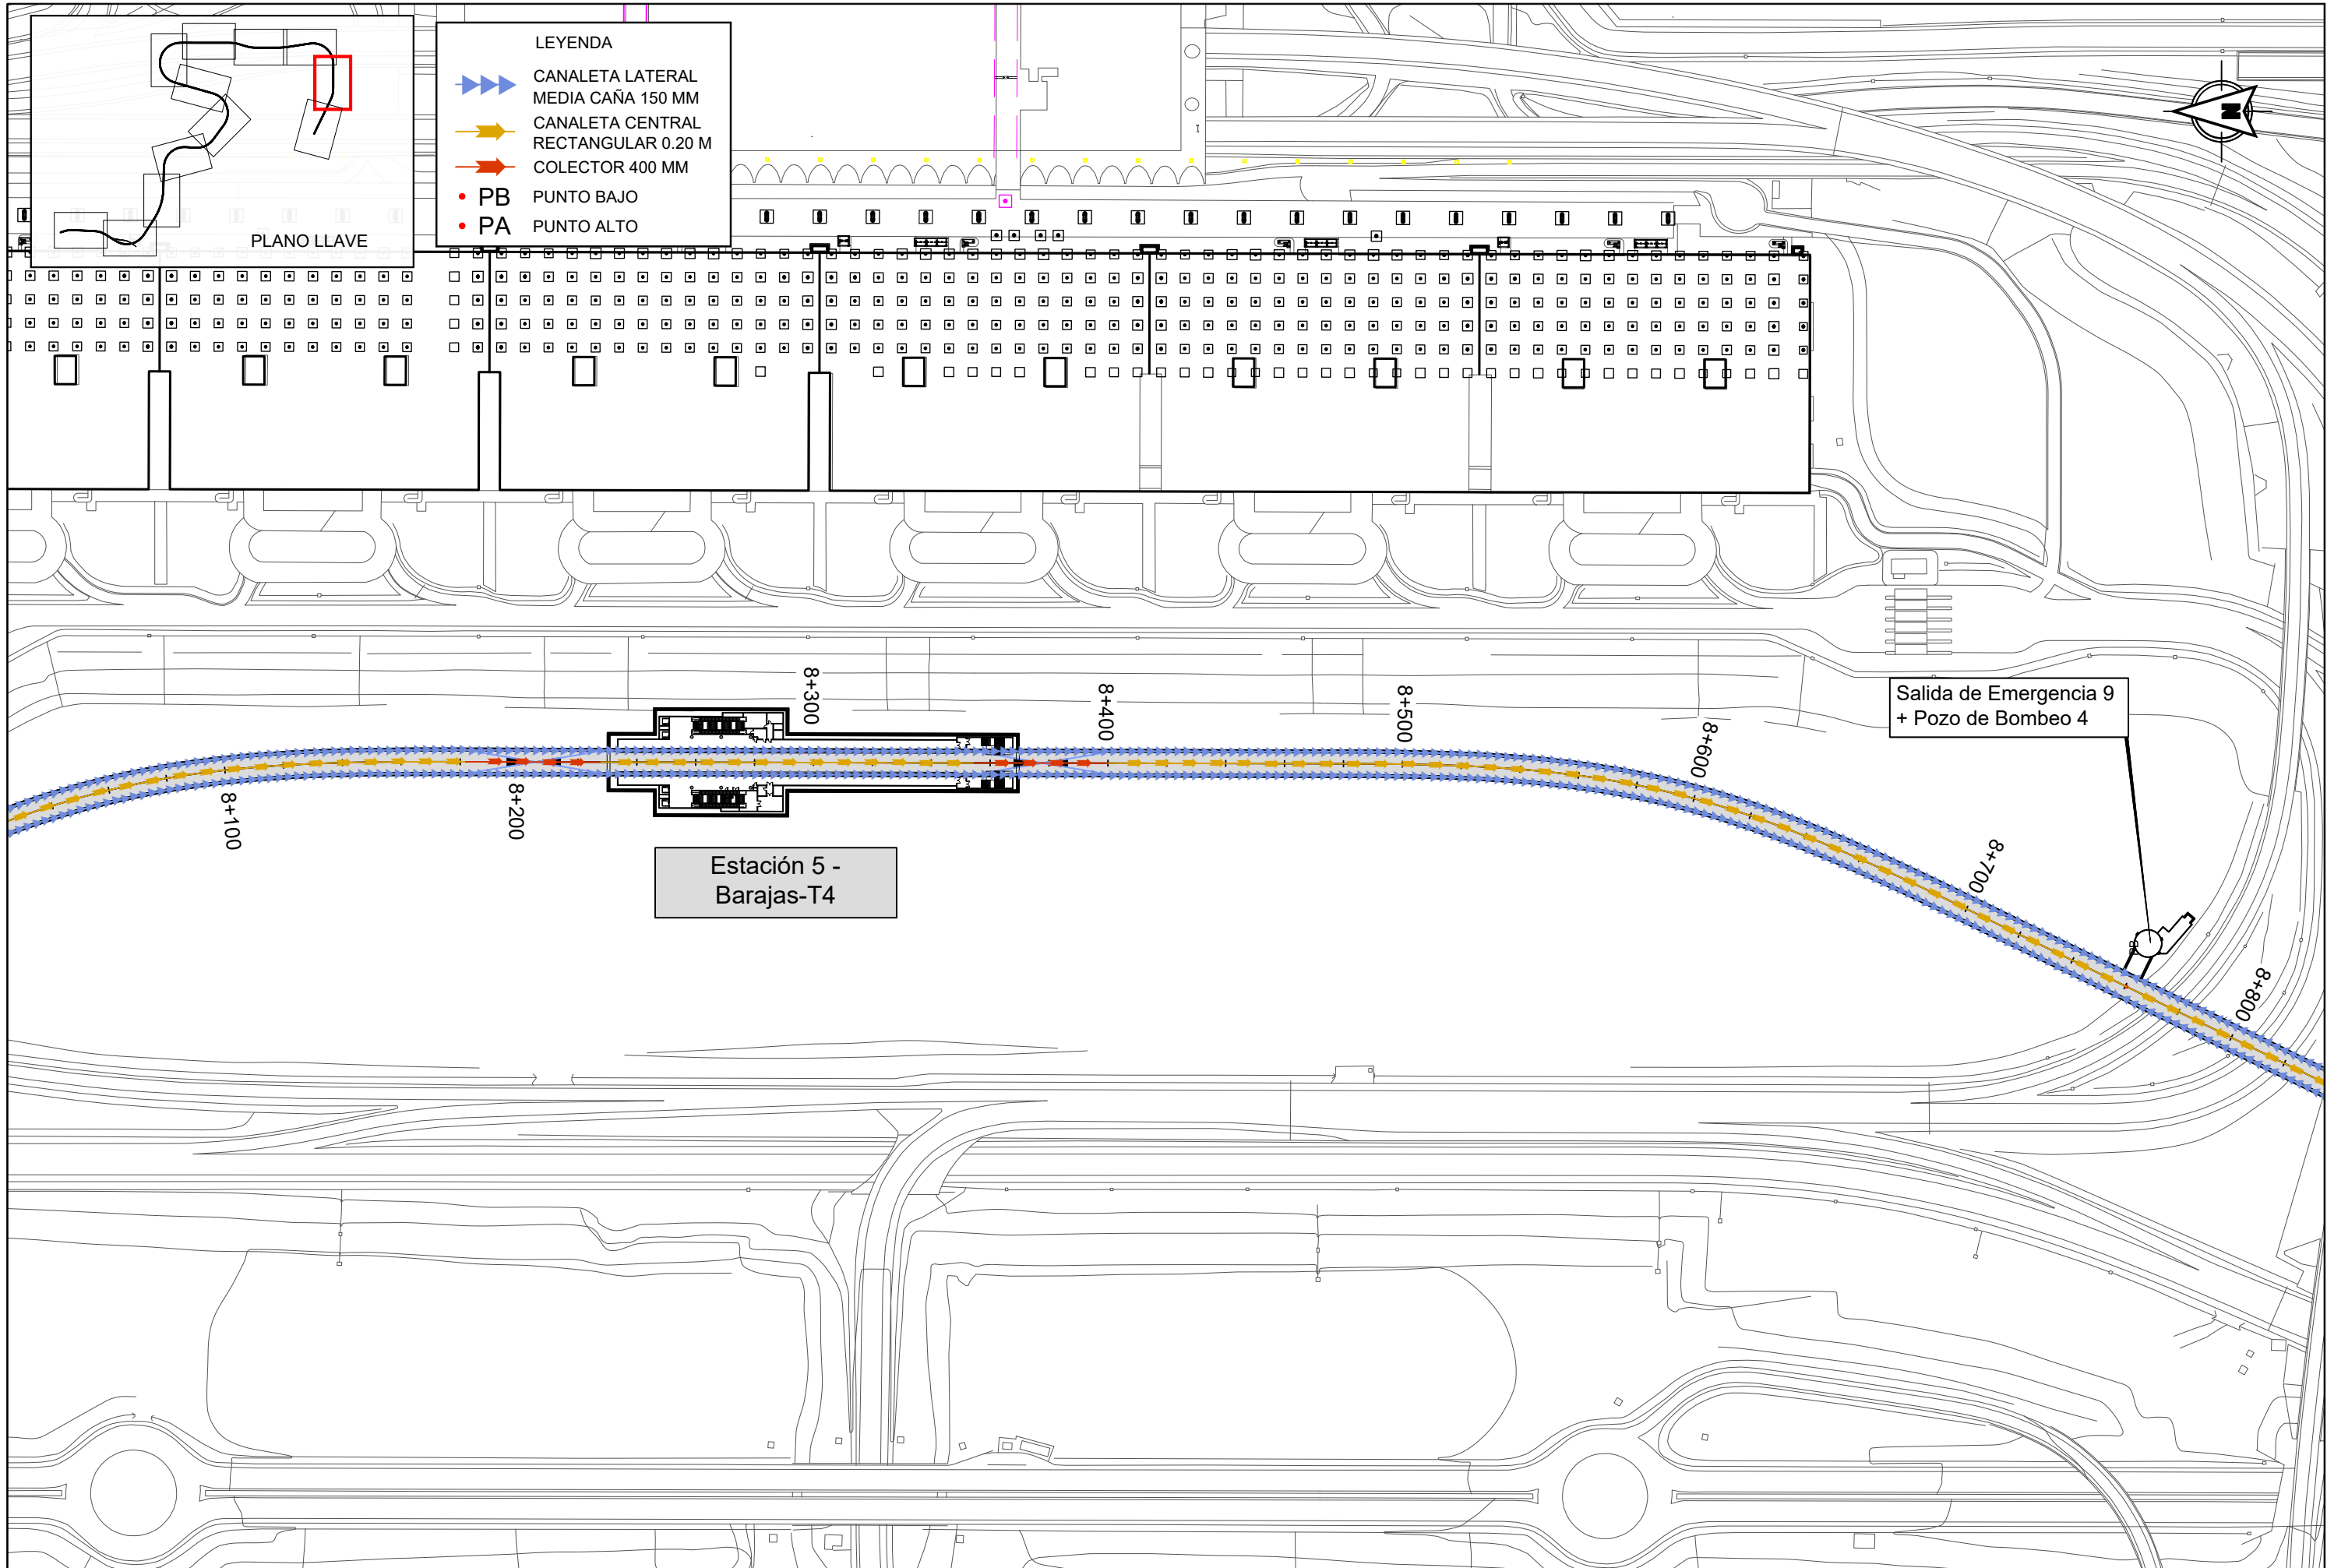 PLANO LLAVE
LEYENDA
CANALETA LATERAL
MEDIA CAÑA 150 MM
CANALETA CENTRAL
RECTANGULAR 0.20 M
COLECTOR 400 MM
PB PUNTO BAJO
PA PUNTO ALTO
N
8+100
8+200
8+300
8+400
8+500
8+600
8+700
8+800
Salida de Emergencia 9
+ Pozo de Bombeo 4
Estación 5 -
Barajas-T4